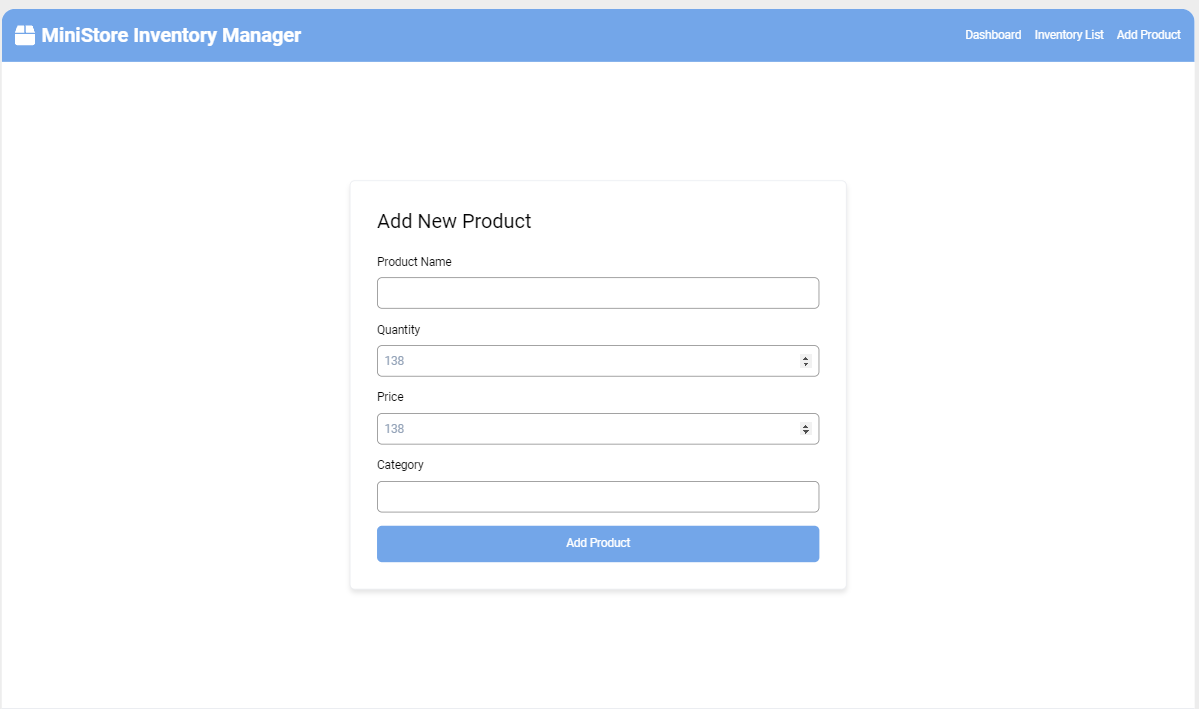 MiniStore Inventory Manager
Dashboard Inventory List Add Product
Add New Product
Product Name
Quantity
138
Price
138
Category
Add Product